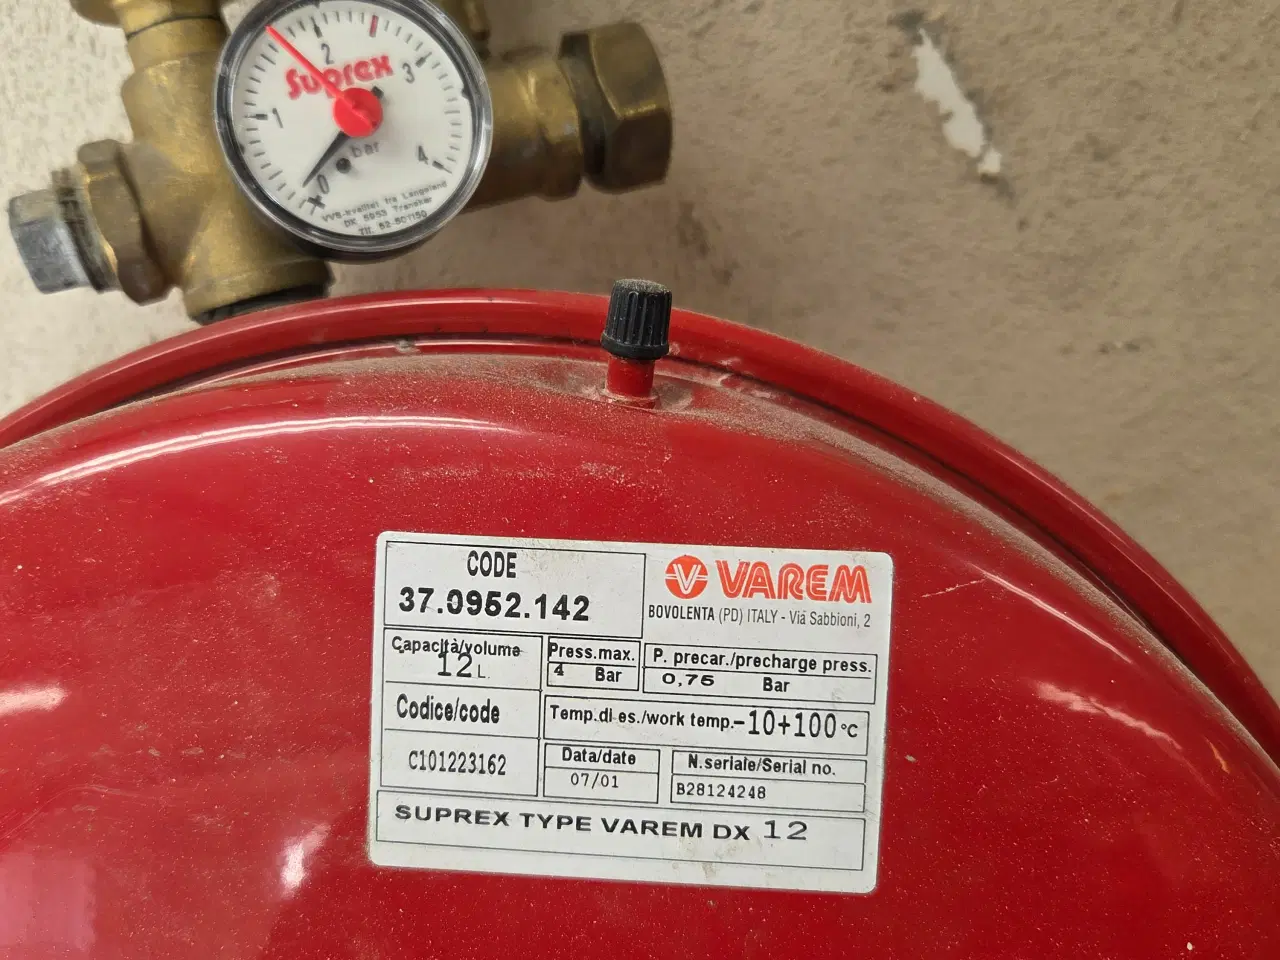 0
1
2
3
4
Suprex
bar
VVS-kvalitet fra Langeland
DK 5953 Tranekær
Tlf. 62-501150
CODE
37.0952.142
VAREM
BOVOLENTA (PD) ITALY - Via Sabbioni, 2
Capacità/volume
12 L.
Press.max.
4 Bar
P. precar./precharge press.
0,75 Bar
Codice/code
C101223162
Temp.di es./work temp.-10+100°C
Data/date
07/01
N.seriale/Serial no.
B28124248
SUPREX TYPE VAREM DX 12